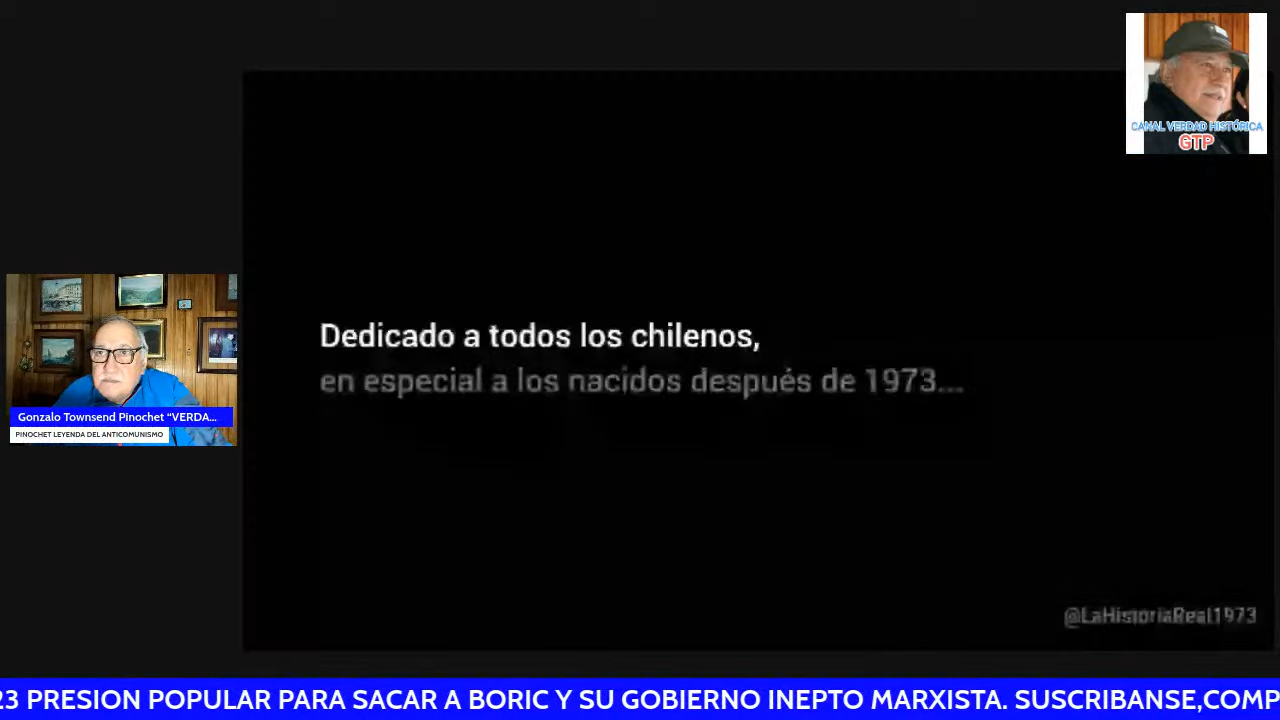 CANAL VERDAD HISTÓRICA
GTP
Dedicado a todos los chilenos,
en especial a los nacidos después de 1973...
Gonzalo Townsend Pinochet "VERDA...
PINOCHET LEYENDA DEL ANTICOMUNISMO
@LaHistoriaReal1973
23 PRESION POPULAR PARA SACAR A BORIC Y SU GOBIERNO INEPTO MARXISTA. SUSCRIBANSE,COMP